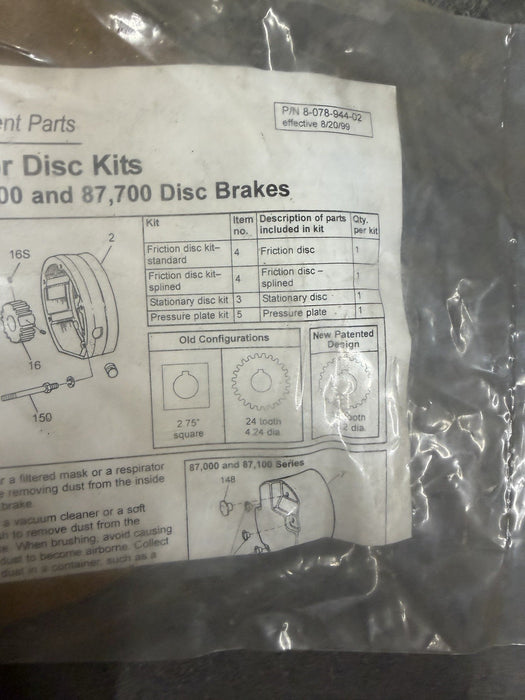 P/N 8-078-944-02
effective 8/20/99
ent Parts
r Disc Kits
00 and 87,700 Disc Brakes
Kit Item no. Description of parts included in kit Qty. per kit
Friction disc kit–standard 4 Friction disc 1
Friction disc kit–splined 4 Friction disc – splined 1
Stationary disc kit 3 Stationary disc 1
Pressure plate kit 5 Pressure plate 1
2
16S
16
150
Old Configurations
New Patented
Design
2.75"
square
24 tooth
4.24 dia.
ooth
2 dia.
r a filtered mask or a respirator
e removing dust from the inside
brake.
a vacuum cleaner or a soft
sh to remove dust from the
e. When brushing, avoid causing
dust to become airborne. Collect
dust in a container, such as a
87,000 and 87,100 Series
148